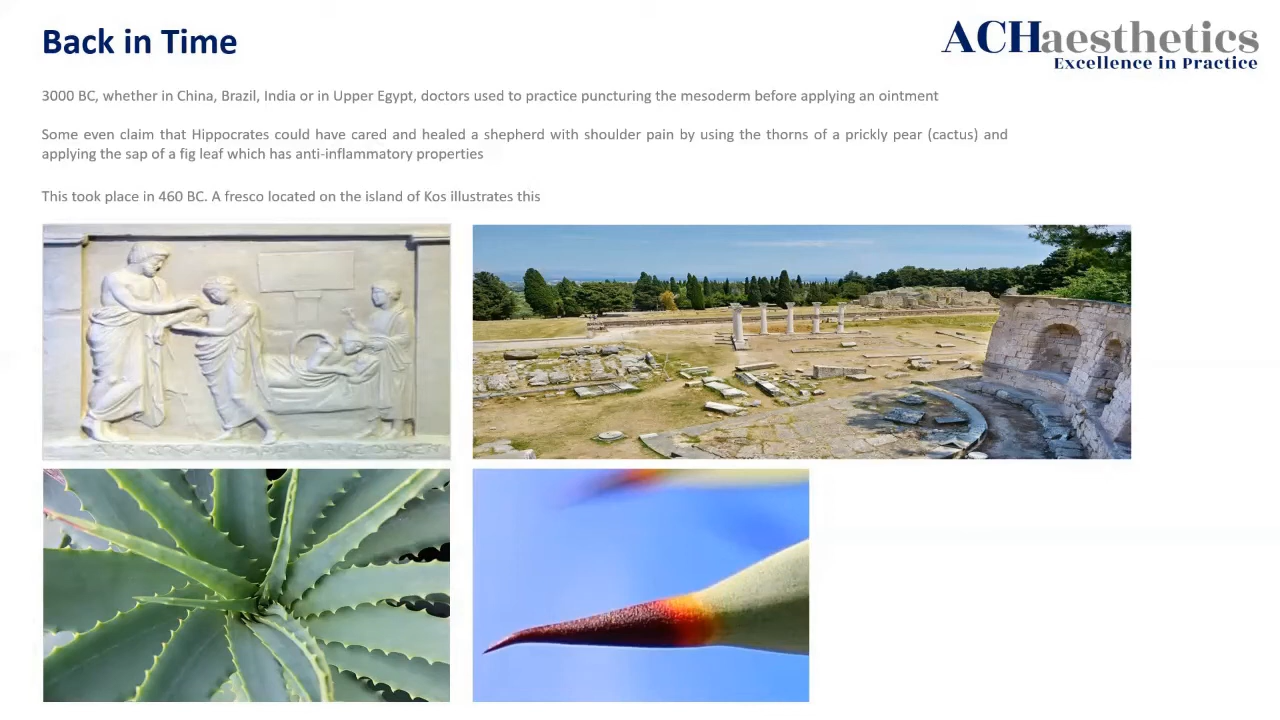 Back in Time
ACHaesthetics
Excellence in Practice
3000 BC, whether in China, Brazil, India or in Upper Egypt, doctors used to practice puncturing the mesoderm before applying an ointment
Some even claim that Hippocrates could have cared and healed a shepherd with shoulder pain by using the thorns of a prickly pear (cactus) and
applying the sap of a fig leaf which has anti-inflammatory properties
This took place in 460 BC. A fresco located on the island of Kos illustrates this